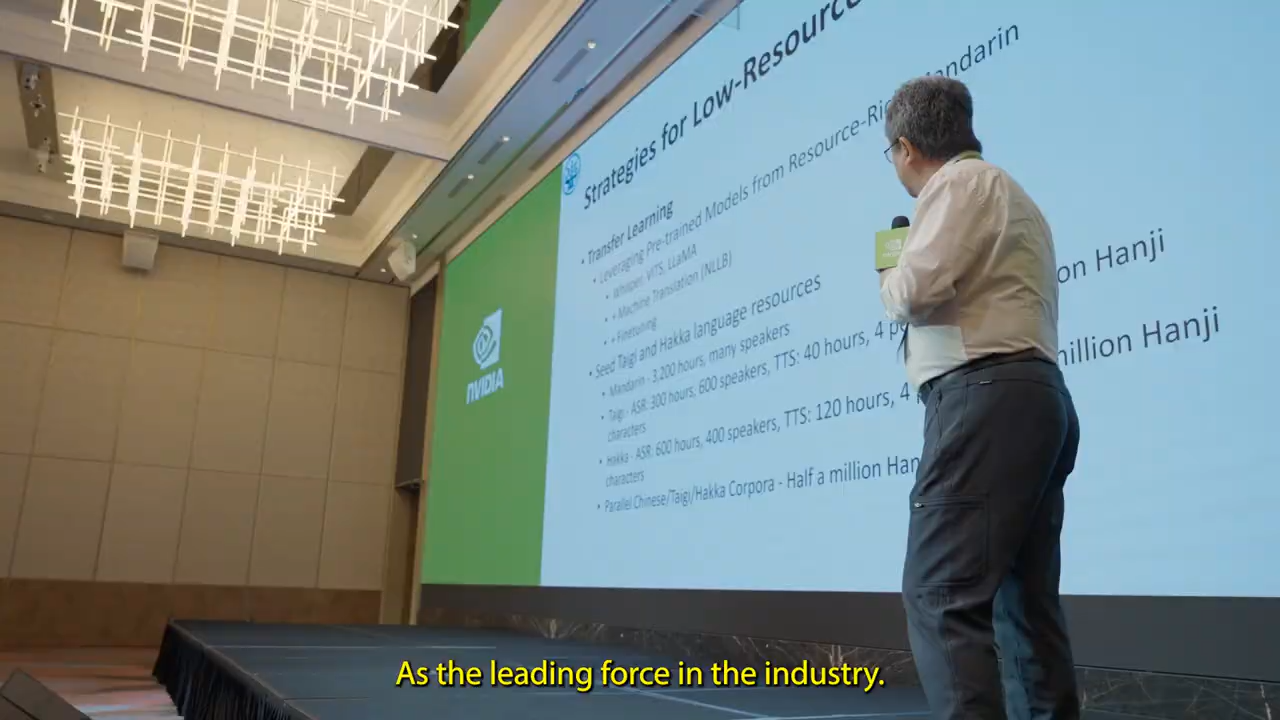 Strategies for Low-Resource
• Transfer Learning
• Leveraging Pre-trained Models from Resource-Ric andarin
• Whisper, VITS, LLaMA
• + Machine Translation (NLLB)
• + Finetuning
• Seed Taigi and Hakka language resources
• Mandarin - 3,200 hours, many speakers
• Taigi - ASR: 300 hours, 600 speakers, TTS: 40 hours, 4 on Hanji
characters
• Hakka - ASR: 600 hours, 400 speakers, TTS: 120 hours, 4 million Hanji
characters
• Parallel Chinese/Taigi/Hakka Corpora - Half a million Han
NVIDIA
As the leading force in the industry.